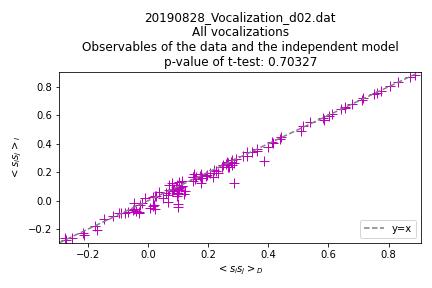 20190828_Vocalization_d02.dat
All vocalizations
Observables of the data and the independent model
p-value of t-test: 0.70327
< s_i s_j >_I
0.8
0.6
0.4
0.2
0.0
−0.2
−0.2 0.0 0.2 0.4 0.6 0.8
< s_i s_j >_D
y=x